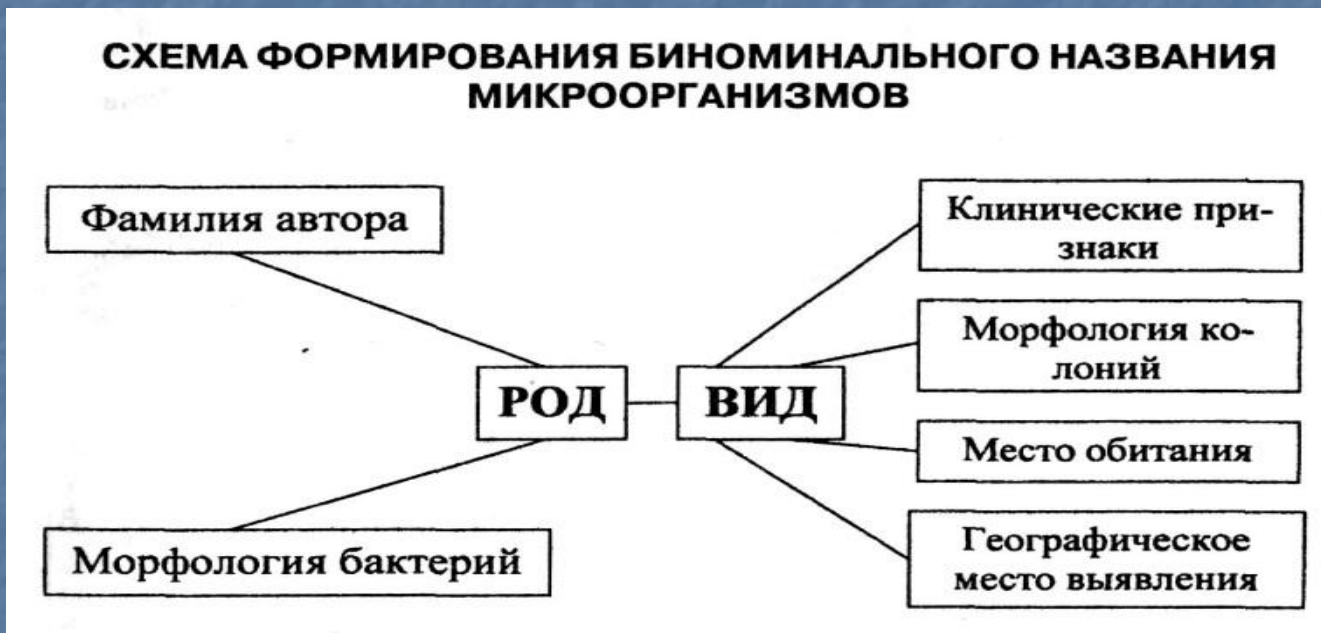 СХЕМА ФОРМИРОВАНИЯ БИНОМИНАЛЬНОГО НАЗВАНИЯ
МИКРООРГАНИЗМОВ
Фамилия автора
Морфология бактерий
РОД
ВИД
Клинические при-
знаки
Морфология ко-
лоний
Место обитания
Географическое
место выявления